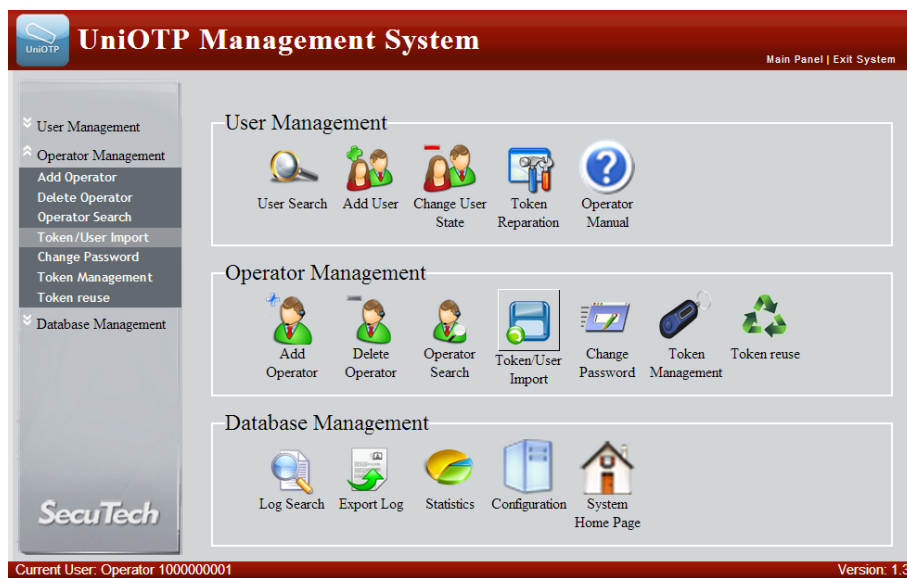 UniOTP
UniOTP Management System
Main Panel | Exit System
User Management
Operator Management
Add Operator
Delete Operator
Operator Search
Token/User Import
Change Password
Token Management
Token reuse
Database Management
SecuTech
User Management
User Search
Add User
Change User
State
Token
Reparation
Operator
Manual
Operator Management
Add
Operator
Delete
Operator
Operator
Search
Token/User
Import
Change
Password
Token
Management
Token reuse
Database Management
Log Search
Export Log
Statistics
Configuration
System
Home Page
Current User: Operator 1000000001
Version: 1.3